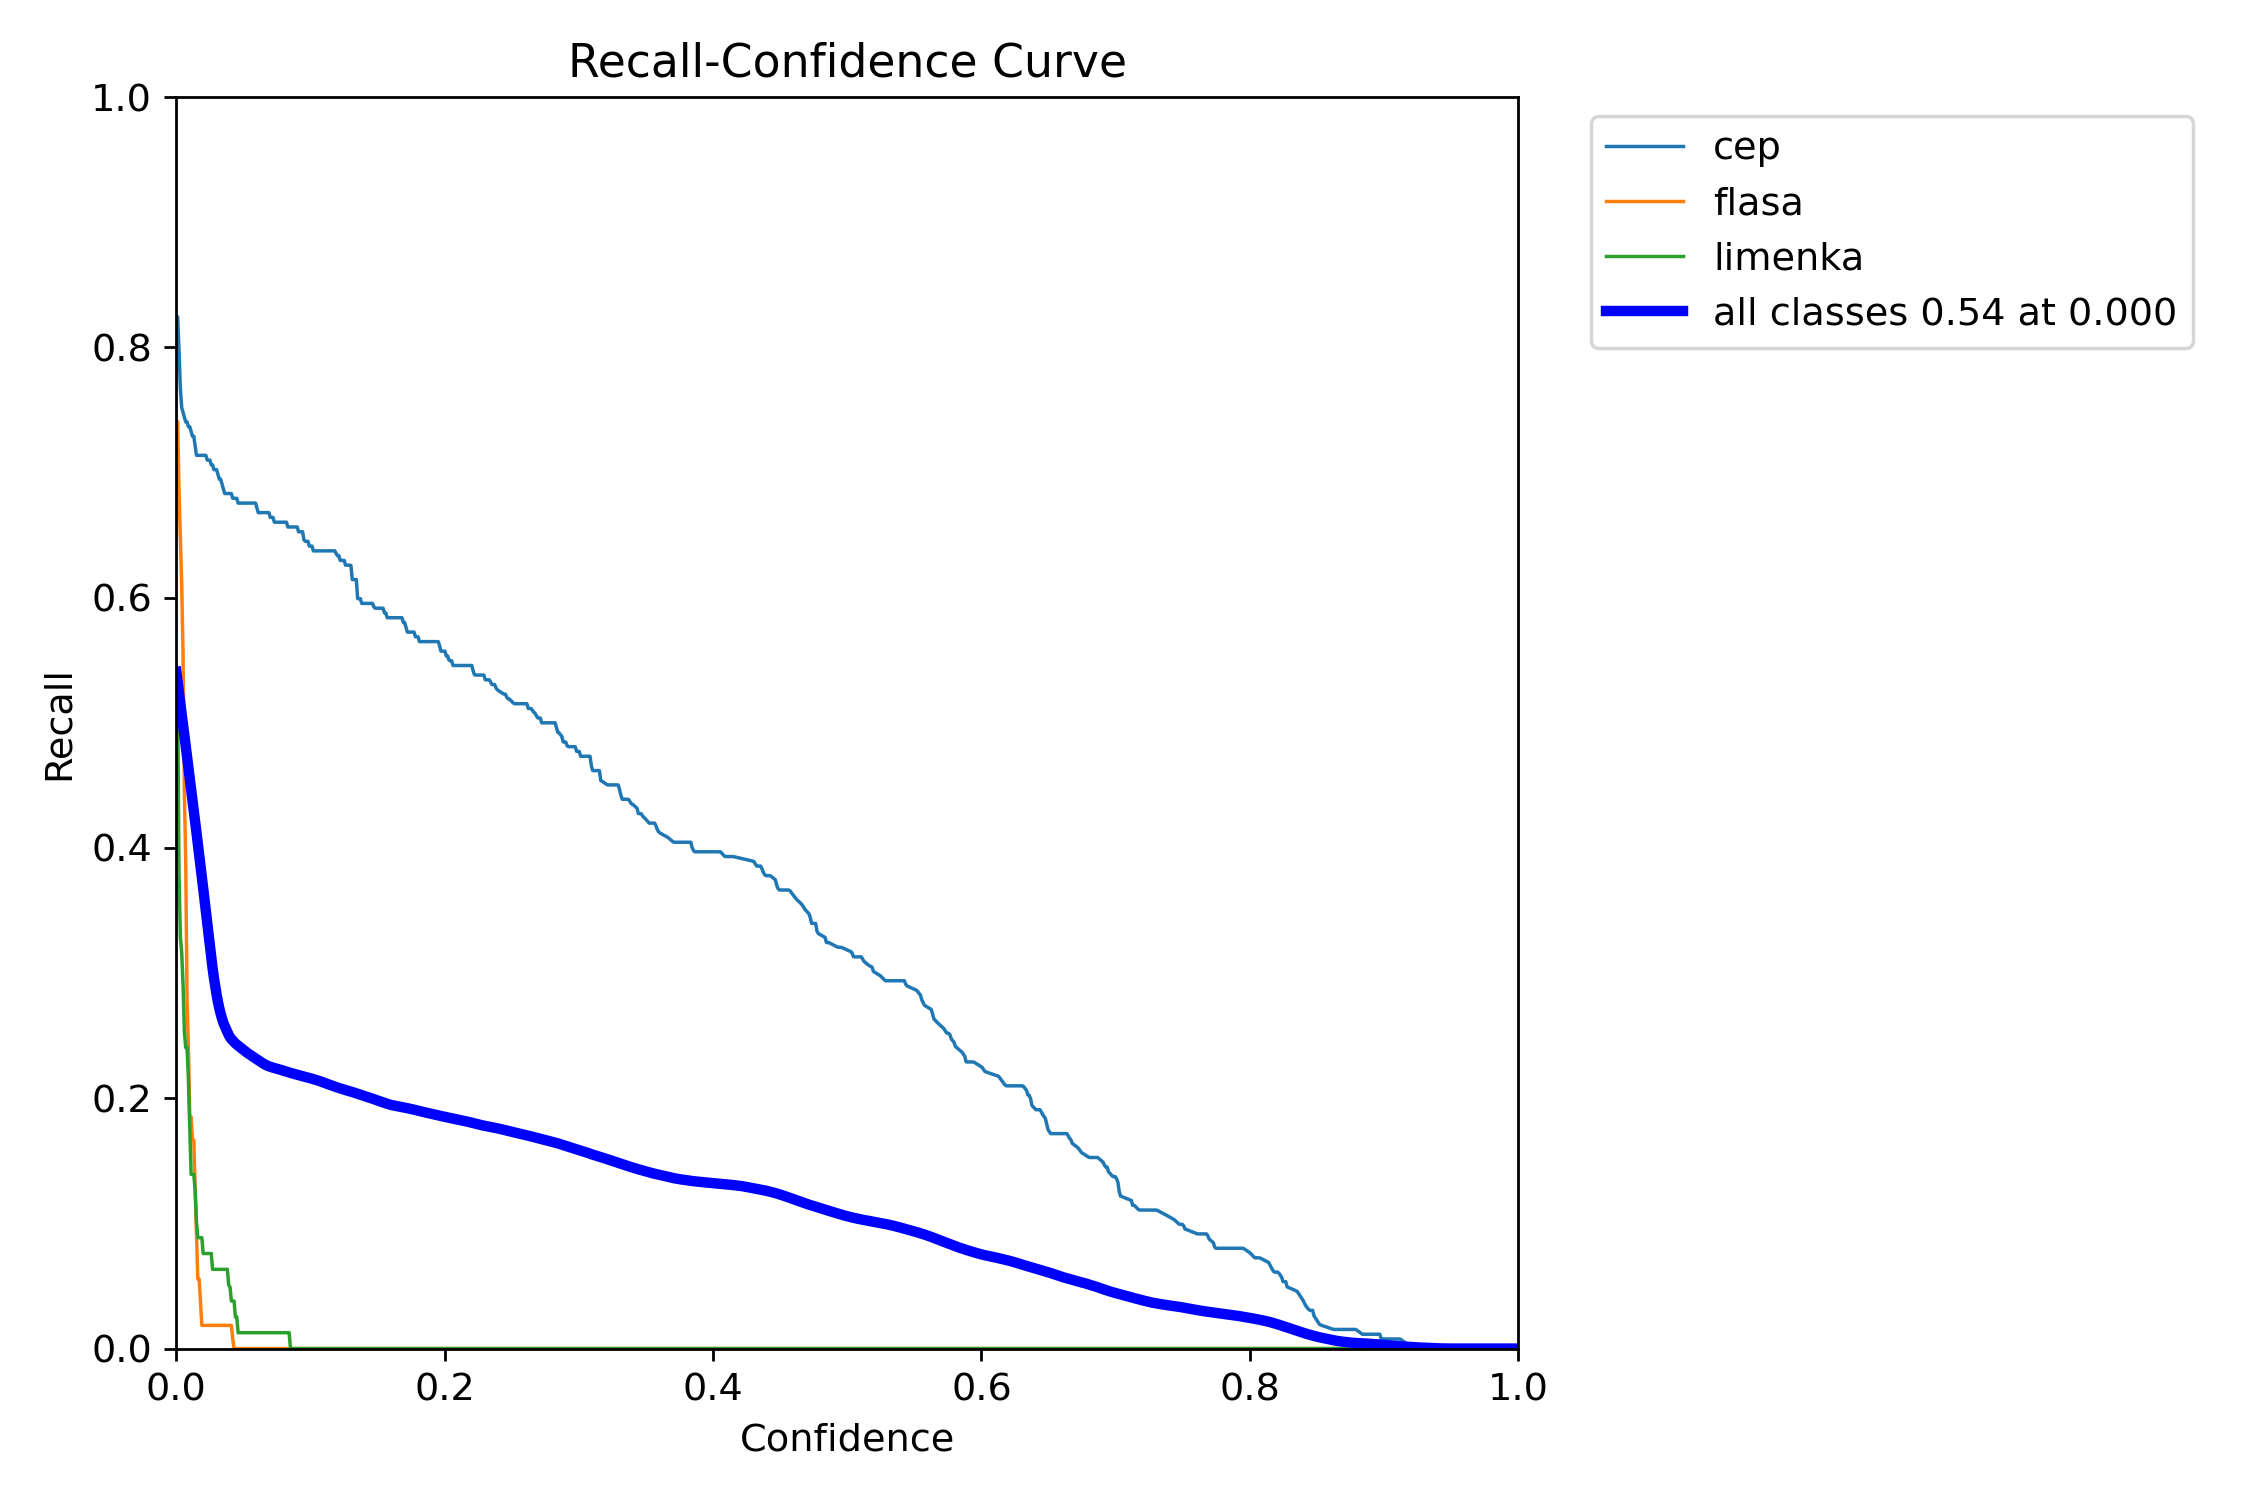 Recall-Confidence Curve
1.0
0.8
0.6
0.4
0.2
0.0
Recall
0.0 0.2 0.4 0.6 0.8 1.0
Confidence
cep
flasa
limenka
all classes 0.54 at 0.000